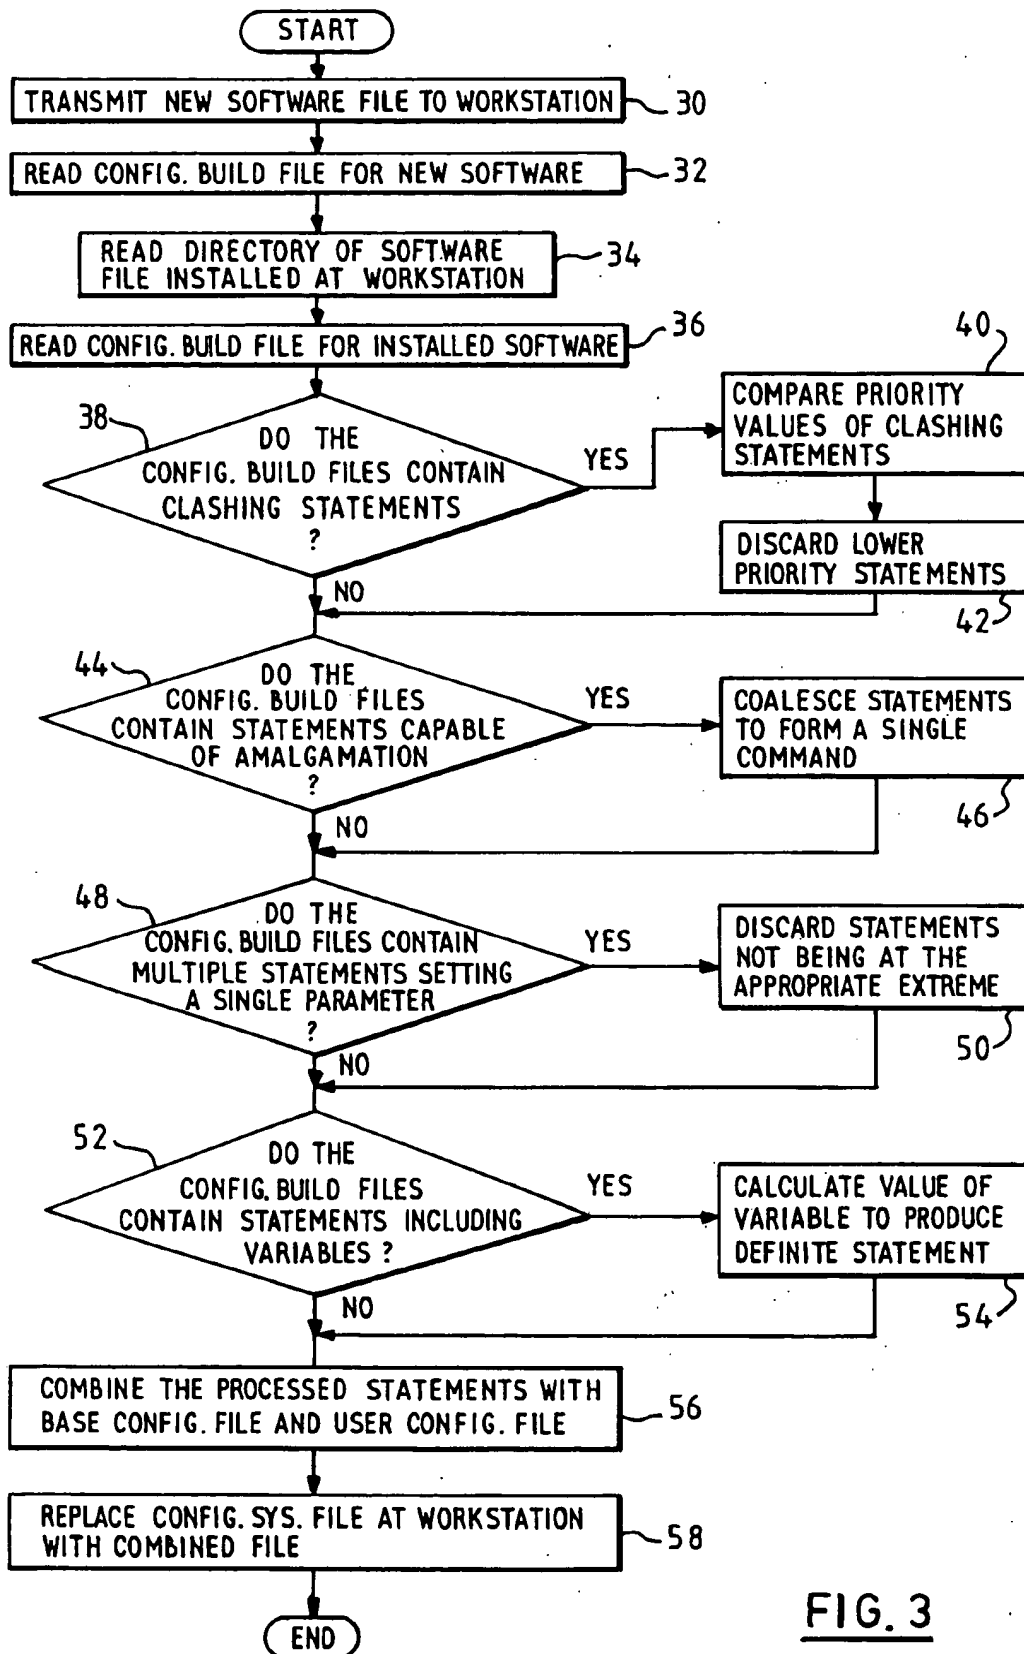 START
TRANSMIT NEW SOFTWARE FILE TO WORKSTATION
30
READ CONFIG. BUILD FILE FOR NEW SOFTWARE
32
READ DIRECTORY OF SOFTWARE
FILE INSTALLED AT WORKSTATION
34
READ CONFIG. BUILD FILE FOR INSTALLED SOFTWARE
36
38
DO THE
CONFIG. BUILD FILES CONTAIN
CLASHING STATEMENTS
?
YES
NO
40
COMPARE PRIORITY
VALUES OF CLASHING
STATEMENTS
DISCARD LOWER
PRIORITY STATEMENTS
42
44
DO THE
CONFIG. BUILD FILES
CONTAIN STATEMENTS CAPABLE
OF AMALGAMATION
?
YES
NO
COALESCE STATEMENTS
TO FORM A SINGLE
COMMAND
46
48
DO THE
CONFIG. BUILD FILES CONTAIN
MULTIPLE STATEMENTS SETTING
A SINGLE PARAMETER
?
YES
NO
DISCARD STATEMENTS
NOT BEING AT THE
APPROPRIATE EXTREME
50
52
DO THE
CONFIG. BUILD FILES
CONTAIN STATEMENTS INCLUDING
VARIABLES ?
YES
NO
CALCULATE VALUE OF
VARIABLE TO PRODUCE
DEFINITE STATEMENT
54
COMBINE THE PROCESSED STATEMENTS WITH
BASE CONFIG. FILE AND USER CONFIG. FILE
56
REPLACE CONFIG. SYS. FILE AT WORKSTATION
WITH COMBINED FILE
58
END
FIG. 3